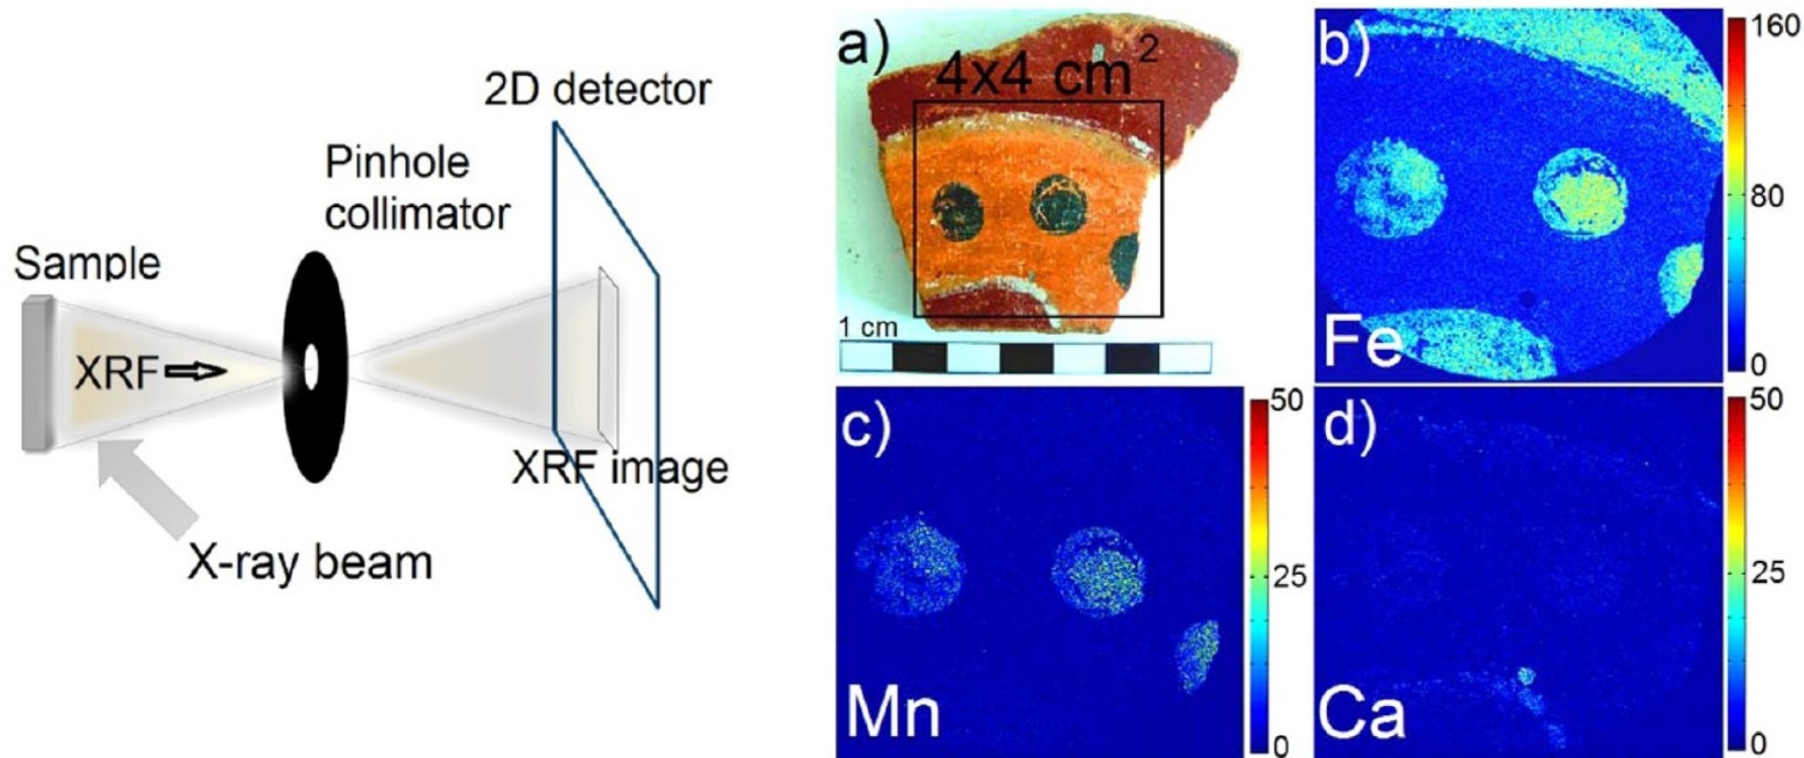 2D detector
Pinhole
collimator
Sample
XRF
XRF image
X-ray beam
a)
4x4 cm²
1 cm
b)
Fe
160
80
0
c)
Mn
50
25
0
d)
Ca
50
25
0